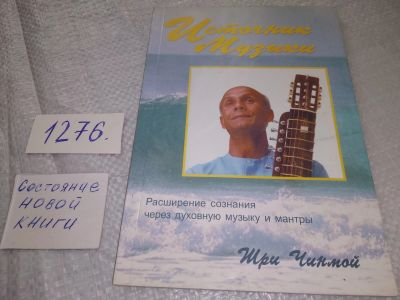 Источник
Музыки
Расширение сознания
через духовную музыку и мантры
Шри Чинмой
1276.
Состояние
новой
книги